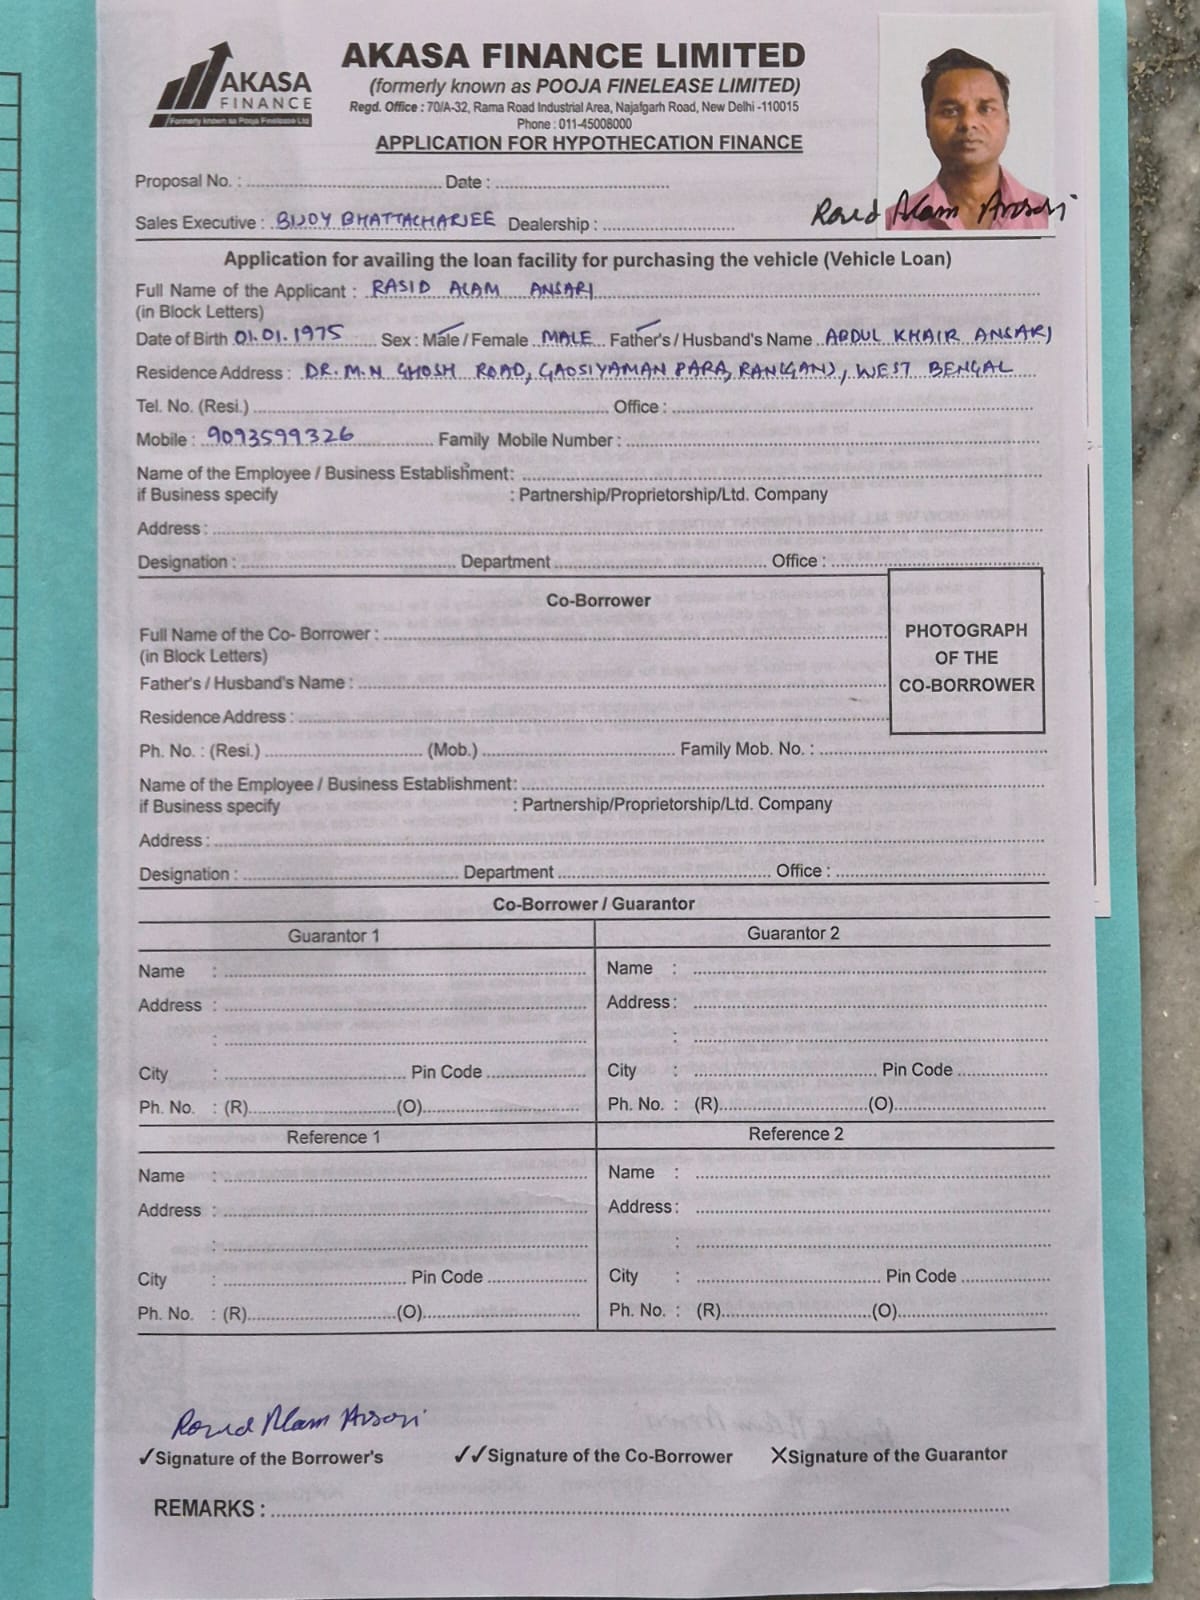 AKASA FINANCE LIMITED
(formerly known as POOJA FINELEASE LIMITED)
Regd. Office : 70/A-32, Rama Road Industrial Area, Najafgarh Road, New Delhi -110015
Phone : 011-45008000
APPLICATION FOR HYPOTHECATION FINANCE
AKASA
FINANCE
Formerly known as Pooja Finelease Ltd
Proposal No. : Date :
Sales Executive : BIJOY BHATTACHARJEE Dealership :
Alam Ansari
Application for availing the loan facility for purchasing the vehicle (Vehicle Loan)
Full Name of the Applicant : RASID ALAM ANSARI
(in Block Letters)
Date of Birth 01.01.1975 Sex : Male / Female MALE Father's / Husband's Name ABDUL KHAIR ANSARI
Residence Address : DR. M.N GHOSH ROAD, GAOSIYAMAN PARA, RANIGANJ, WEST BENGAL
Tel. No. (Resi.) Office :
Mobile : 9093599326 Family Mobile Number :
Name of the Employee / Business Establishment:
if Business specify : Partnership/Proprietorship/Ltd. Company
Address :
Designation : Department Office :
Co-Borrower
Full Name of the Co- Borrower :
(in Block Letters)
Father's / Husband's Name :
Residence Address :
PHOTOGRAPH
OF THE
CO-BORROWER
Ph. No. : (Resi.) (Mob.) Family Mob. No. :
Name of the Employee / Business Establishment:
if Business specify : Partnership/Proprietorship/Ltd. Company
Address :
Designation : Department Office :
Co-Borrower / Guarantor
Guarantor 1 Guarantor 2
Name : Name :
Address : Address :
: :
City : Pin Code City : Pin Code
Ph. No. : (R) (O) Ph. No. : (R) (O)
Reference 1 Reference 2
Name : Name :
Address : Address :
: :
City : Pin Code City : Pin Code
Ph. No. : (R) (O) Ph. No. : (R) (O)
Alam Ansari
✓Signature of the Borrower's ✓✓Signature of the Co-Borrower XSignature of the Guarantor
REMARKS :